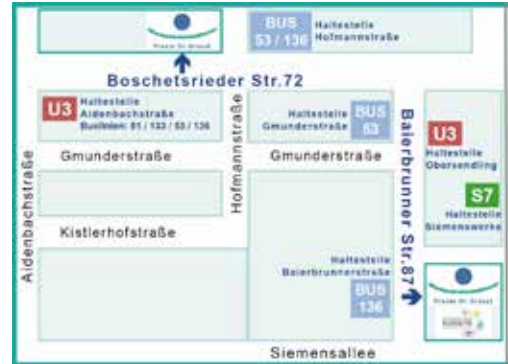 BUS
53 / 136
Haltestelle
Hofmannstraße
Boschetsrieder Str.72
U3
Haltestelle
Aidenbachstraße
Buslinien: 51 / 133 / 53 / 136
Haltestelle
Gmunderstraße
BUS
53
Gmunderstraße
Gmunderstraße
Aidenbachstraße
Hofmannstraße
Baierbrunner Str.87
U3
Haltestelle
Obersendling
S7
Haltestelle
Siemenswerke
Kistlerhofstraße
Haltestelle
Baierbrunnerstraße
BUS
136
Siemensallee